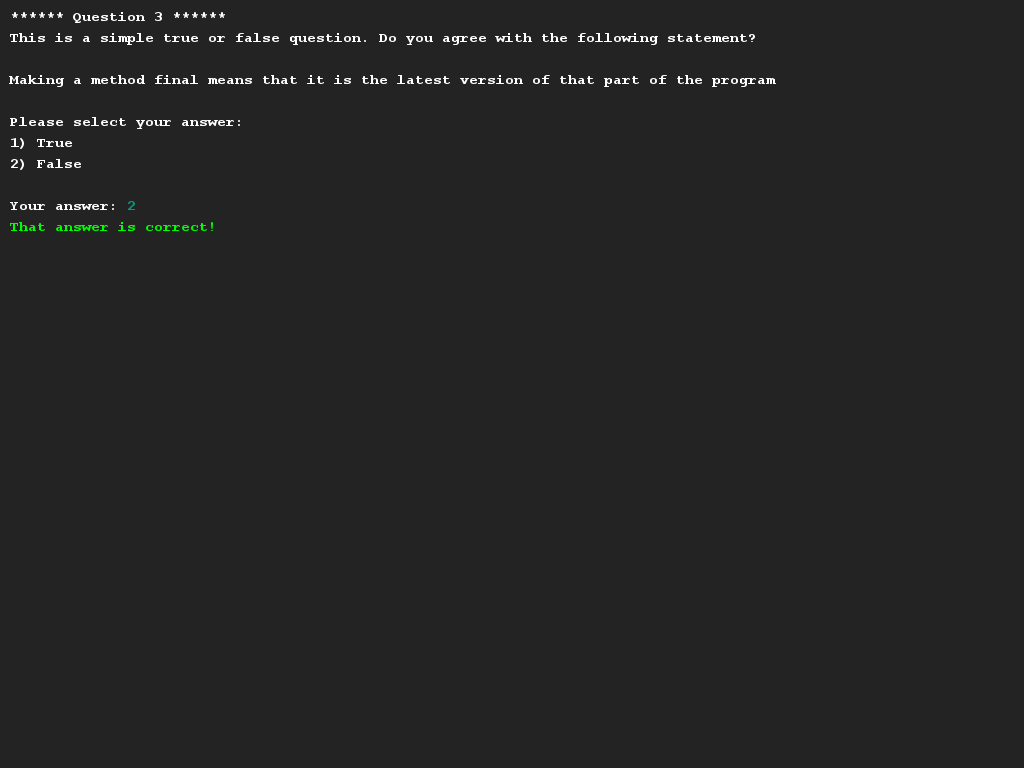 ****** Question 3 ******
This is a simple true or false question. Do you agree with the following statement?
Making a method final means that it is the latest version of that part of the program
Please select your answer:
1) True
2) False
Your answer: 2
That answer is correct!